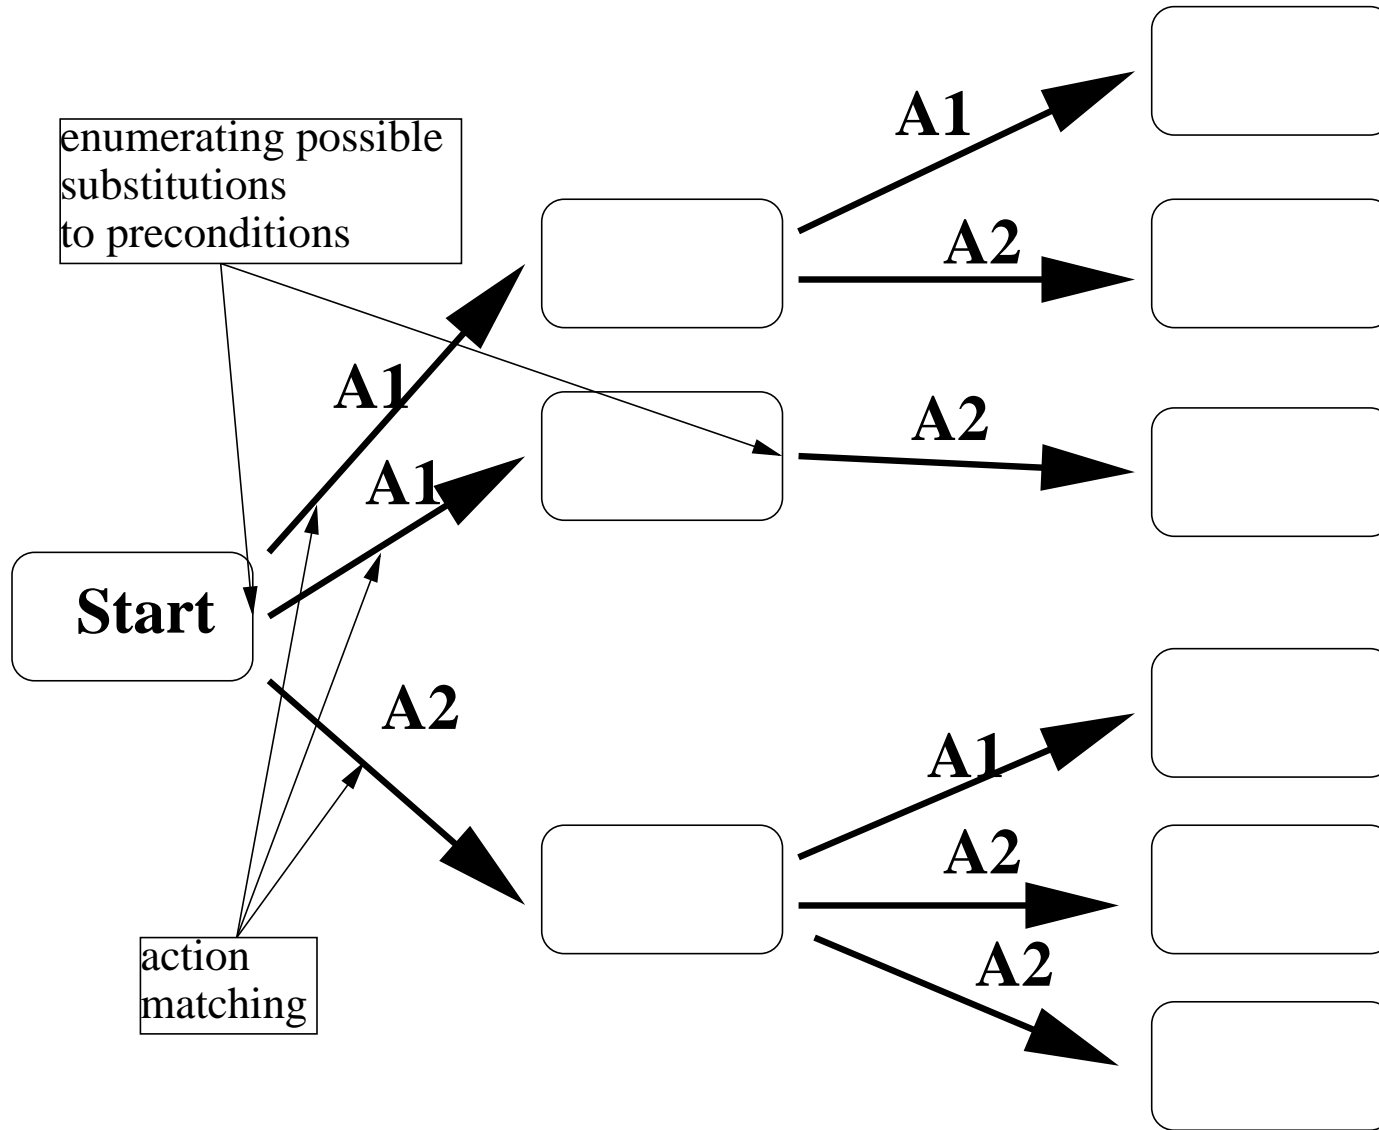 A1
enumerating possible
substitutions
to preconditions
A2
A1
A2
A1
Start
A2
A1
A2
action
matching
A2